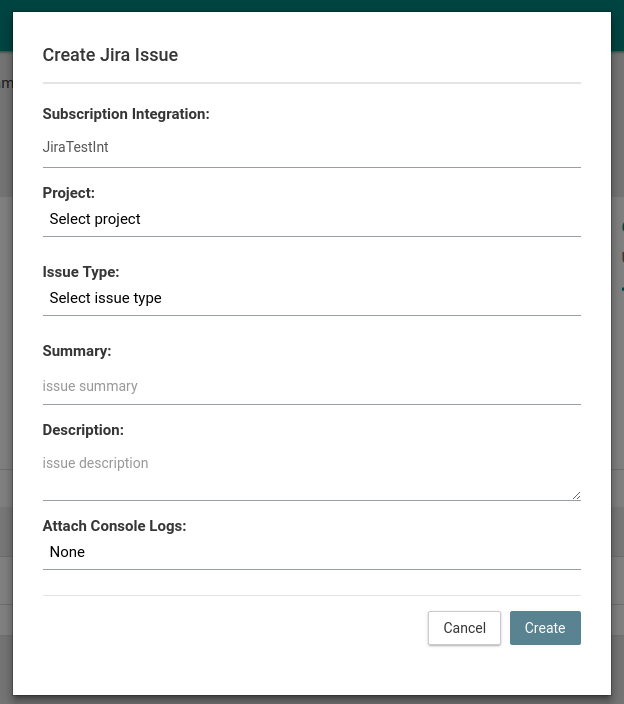 Create Jira Issue
Subscription Integration:
JiraTestInt
Project:
Select project
Issue Type:
Select issue type
Summary:
issue summary
Description:
issue description
Attach Console Logs:
None
Cancel Create